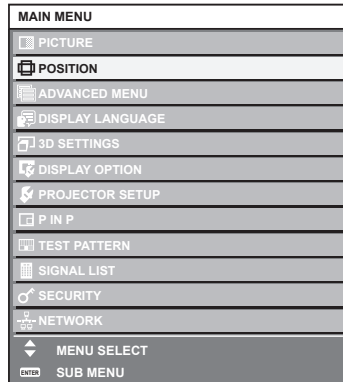 MAIN MENU
PICTURE
POSITION
ADVANCED MENU
DISPLAY LANGUAGE
3D SETTINGS
DISPLAY OPTION
PROJECTOR SETUP
P IN P
TEST PATTERN
SIGNAL LIST
SECURITY
NETWORK
MENU SELECT
ENTER SUB MENU